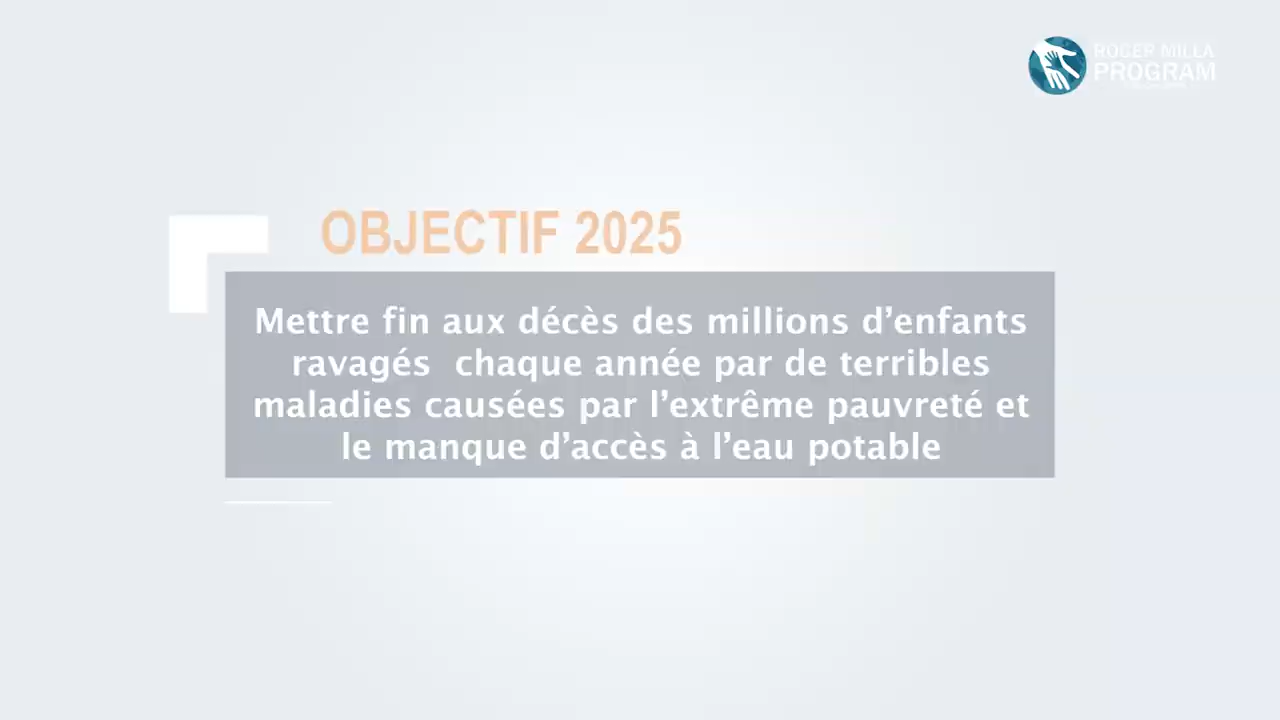 ROGER MILLA
PROGRAM
OBJECTIF 2025
Mettre fin aux décès des millions d’enfants
ravagés  chaque année par de terribles
maladies causées par l’extrême pauvreté et
le manque d’accès à l’eau potable